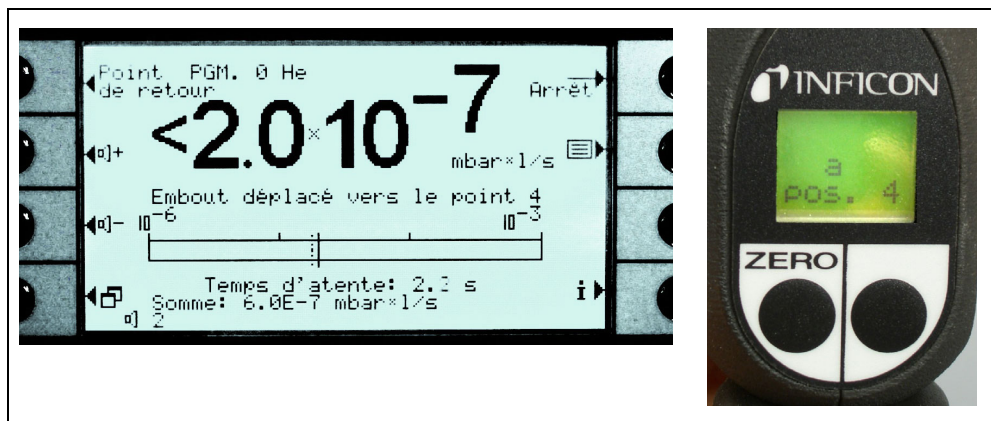 Point PGM. 0 He
de retour
Arrêt
<2.0×10⁻⁷
mbar*l/s
¤]+
Embout déplacé vers le point 4
¤]-
10⁻⁶ 10⁻³
Temps d'atente: 2.3 s
Somme: 6.0E-7 mbar*l/s
i
¤] 2
INFICON
a
pos. 4
ZERO